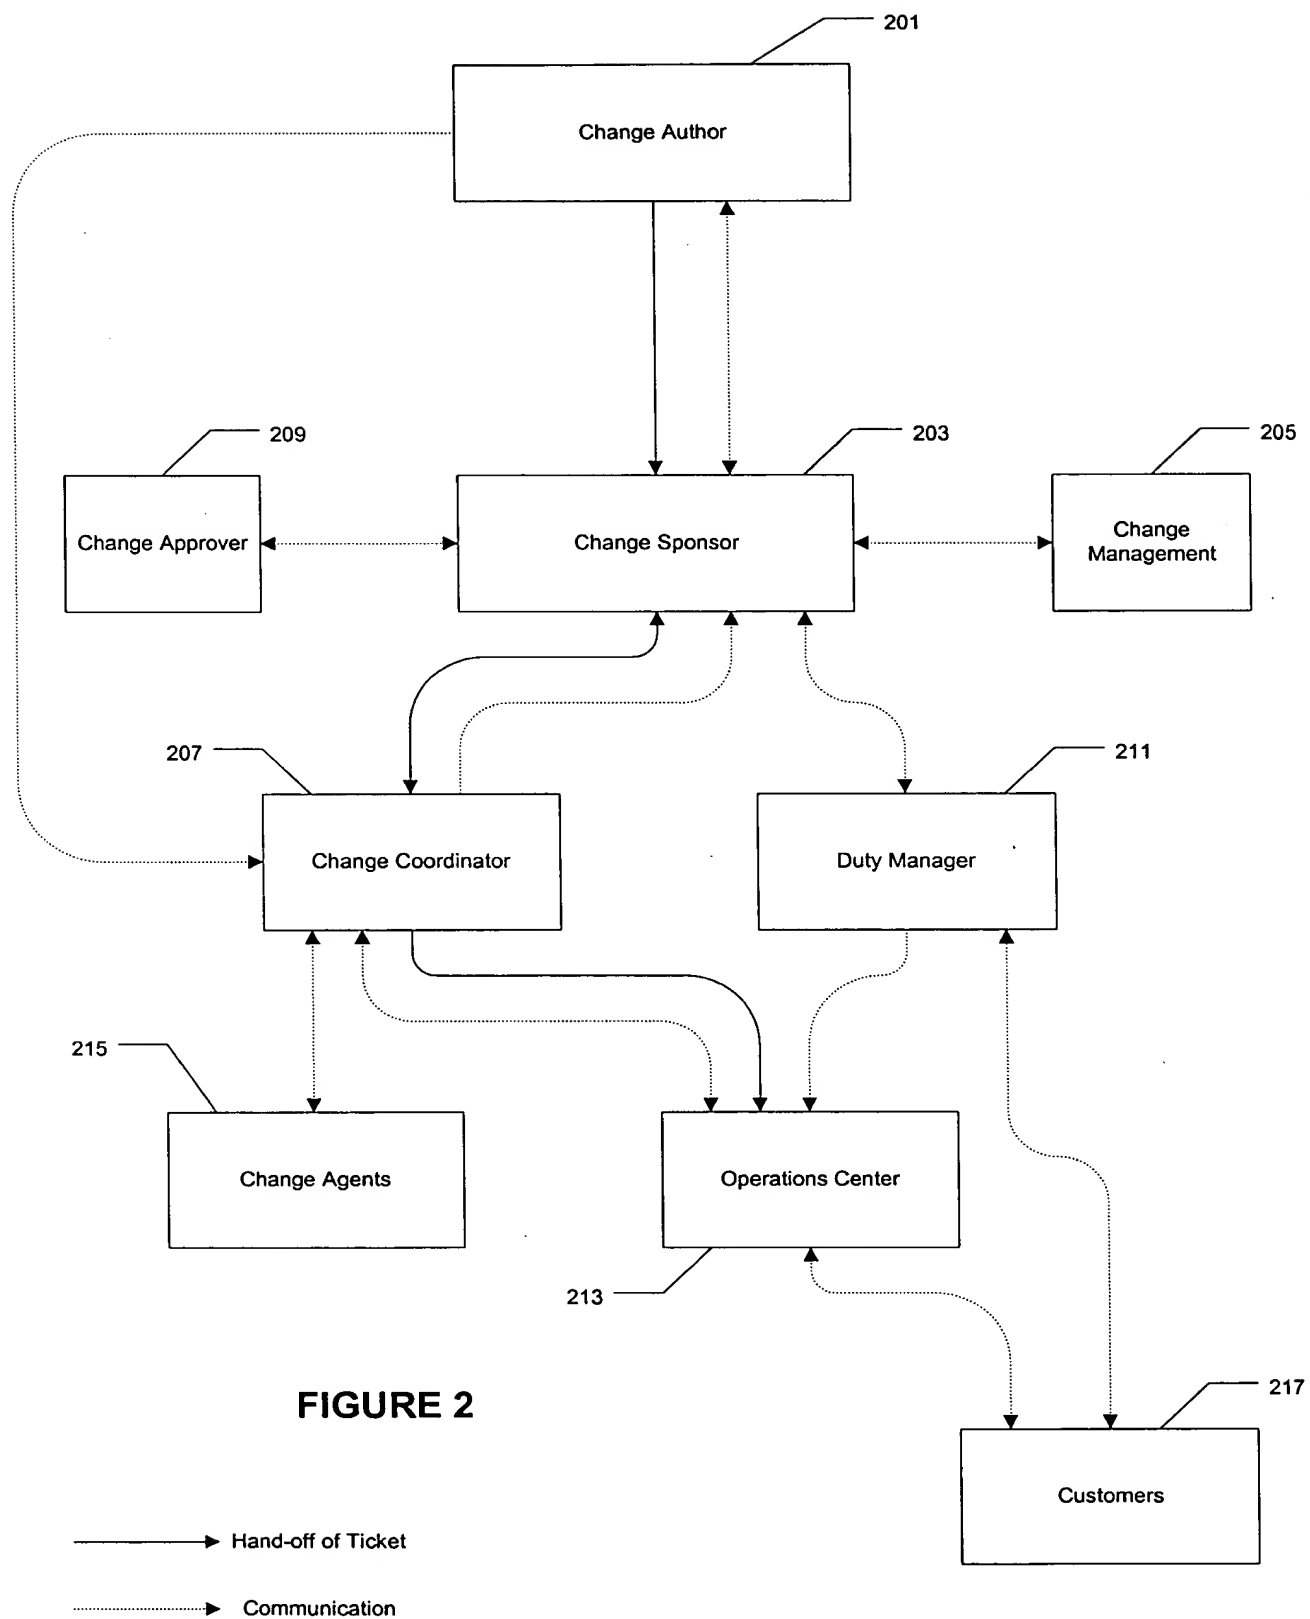 201
Change Author
209
203
205
Change Approver
Change Sponsor
Change
Management
207
211
Change Coordinator
Duty Manager
215
Change Agents
Operations Center
213
FIGURE 2
217
Customers
Hand-off of Ticket
Communication